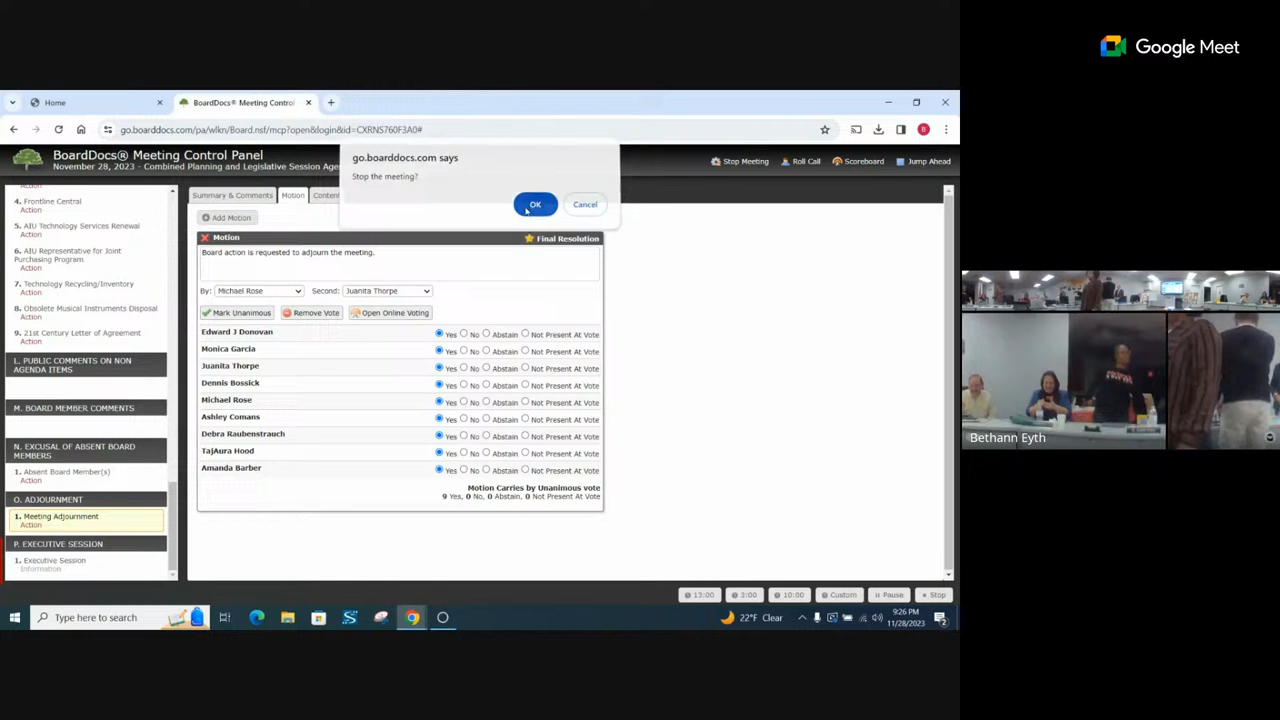 Google Meet
Home
BoardDocs® Meeting Control
go.boarddocs.com/pa/wlkn/Board.nsf/mcp?open&login&id=CXRNS760F3A0#
B
BoardDocs® Meeting Control Panel
November 28, 2023 - Combined Planning and Legislative Session Age
Stop Meeting
Roll Call
Scoreboard
Jump Ahead
go.boarddocs.com says
Stop the meeting?
OK
Cancel
Action
4. Frontline Central
Action
5. AIU Technology Services Renewal
Action
6. AIU Representative for Joint
Purchasing Program
Action
7. Technology Recycling/Inventory
Action
8. Obsolete Musical Instruments Disposal
Action
9. 21st Century Letter of Agreement
Action
L. PUBLIC COMMENTS ON NON
AGENDA ITEMS
M. BOARD MEMBER COMMENTS
N. EXCUSAL OF ABSENT BOARD
MEMBERS
1. Absent Board Member(s)
Action
O. ADJOURNMENT
1. Meeting Adjournment
Action
P. EXECUTIVE SESSION
1. Executive Session
Information
Summary & Comments
Motion
Conten
Add Motion
Motion
Final Resolution
Board action is requested to adjourn the meeting.
By: Michael Rose Second: Juanita Thorpe
Mark Unanimous Remove Vote Open Online Voting
Edward J Donovan Yes No Abstain Not Present At Vote
Monica Garcia Yes No Abstain Not Present At Vote
Juanita Thorpe Yes No Abstain Not Present At Vote
Dennis Bossick Yes No Abstain Not Present At Vote
Michael Rose Yes No Abstain Not Present At Vote
Ashley Comans Yes No Abstain Not Present At Vote
Debra Raubenstrauch Yes No Abstain Not Present At Vote
TajAura Hood Yes No Abstain Not Present At Vote
Amanda Barber Yes No Abstain Not Present At Vote
Motion Carries by Unanimous vote
9 Yes, 0 No, 0 Abstain, 0 Not Present At Vote
Bethann Eyth
13:00 3:00 10:00 Custom Pause Stop
Type here to search
22°F Clear
9:26 PM
11/28/2023
2